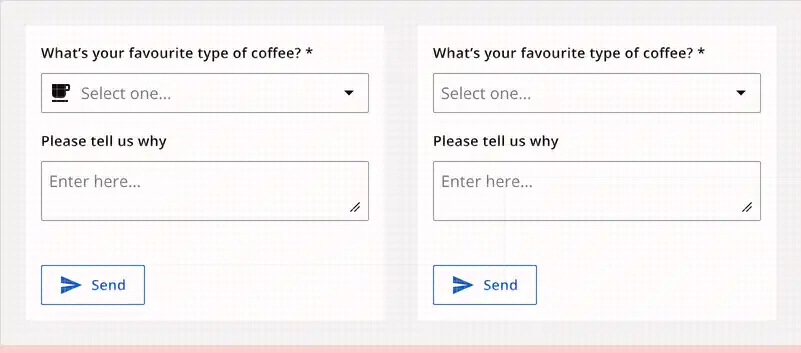 What's your favourite type of coffee? *
Select one...
Please tell us why
Enter here...
Send
What's your favourite type of coffee? *
Select one...
Please tell us why
Enter here...
Send